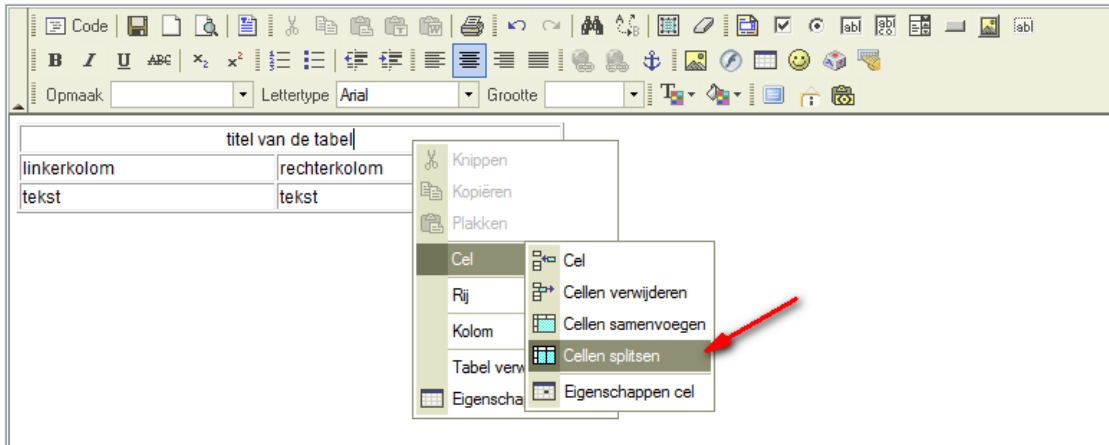 Code
B I U ABC x₂ x²
Opmaak Lettertype Arial Grootte
titel van de tabel
linkerkolom rechterkolom
tekst tekst
Knippen
Kopiëren
Plakken
Cel
Rij
Kolom
Tabel verw
Eigenscha
Cel
Cellen verwijderen
Cellen samenvoegen
Cellen splitsen
Eigenschappen cel